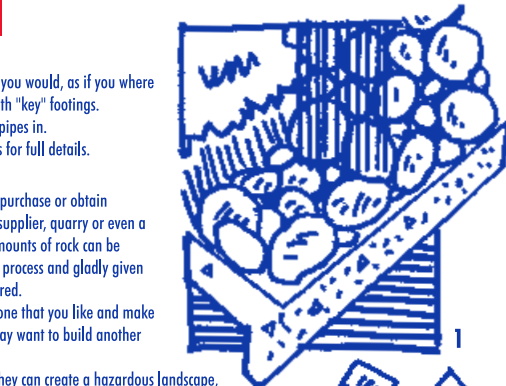 you would, as if you where
th "key" footings.
pipes in.
s for full details.
purchase or obtain
supplier, quarry or even a
mounts of rock can be
process and gladly given
red.
one that you like and make
ay want to build another
they can create a hazardous landscape.
1